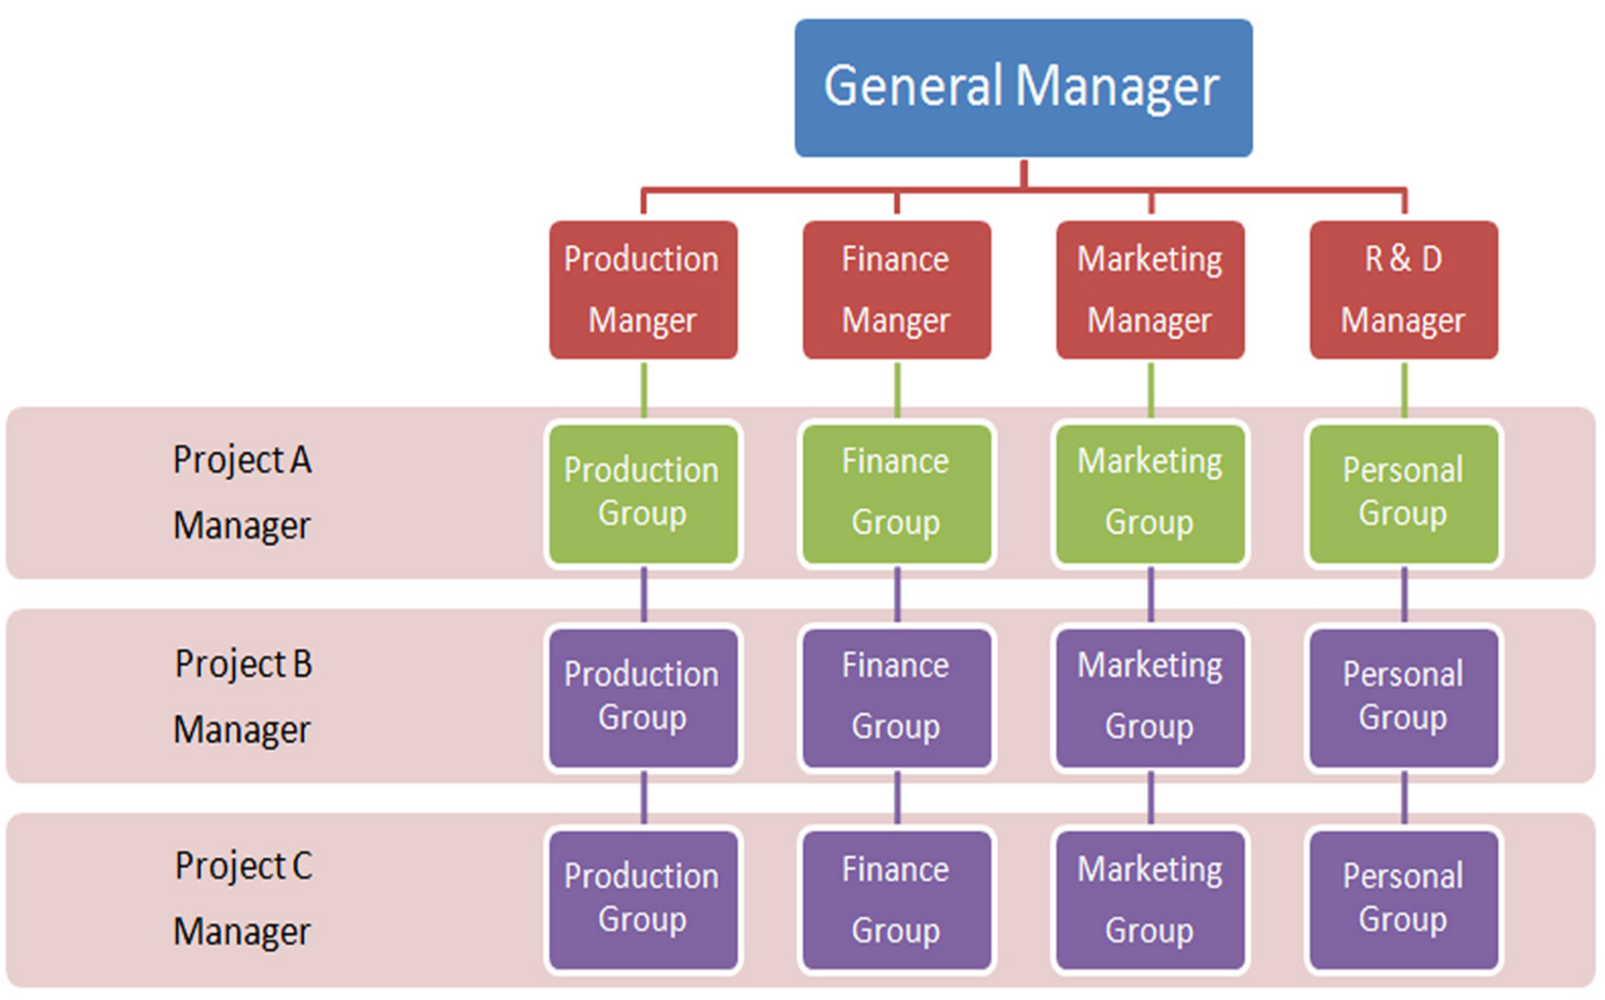 General Manager
Production
Manger
Finance
Manger
Marketing
Manager
R & D
Manager
Project A
Manager
Production
Group
Finance
Group
Marketing
Group
Personal
Group
Project B
Manager
Production
Group
Finance
Group
Marketing
Group
Personal
Group
Project C
Manager
Production
Group
Finance
Group
Marketing
Group
Personal
Group